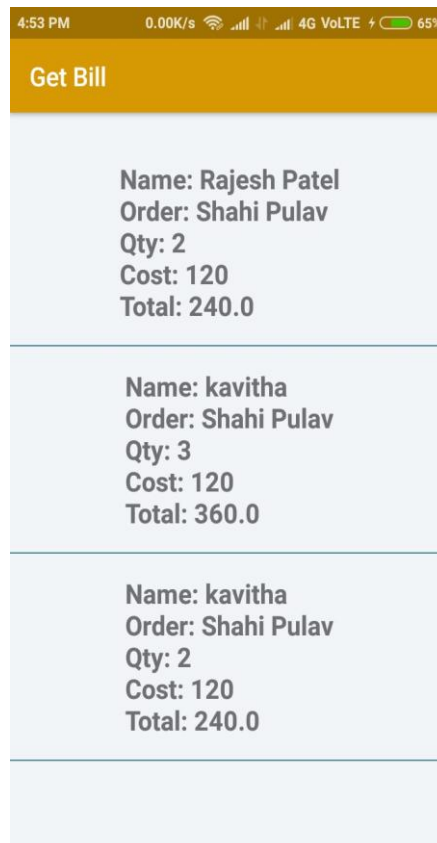 4:53 PM 0.00K/s 4G VoLTE 65%
Get Bill
Name: Rajesh Patel
Order: Shahi Pulav
Qty: 2
Cost: 120
Total: 240.0
Name: kavitha
Order: Shahi Pulav
Qty: 3
Cost: 120
Total: 360.0
Name: kavitha
Order: Shahi Pulav
Qty: 2
Cost: 120
Total: 240.0